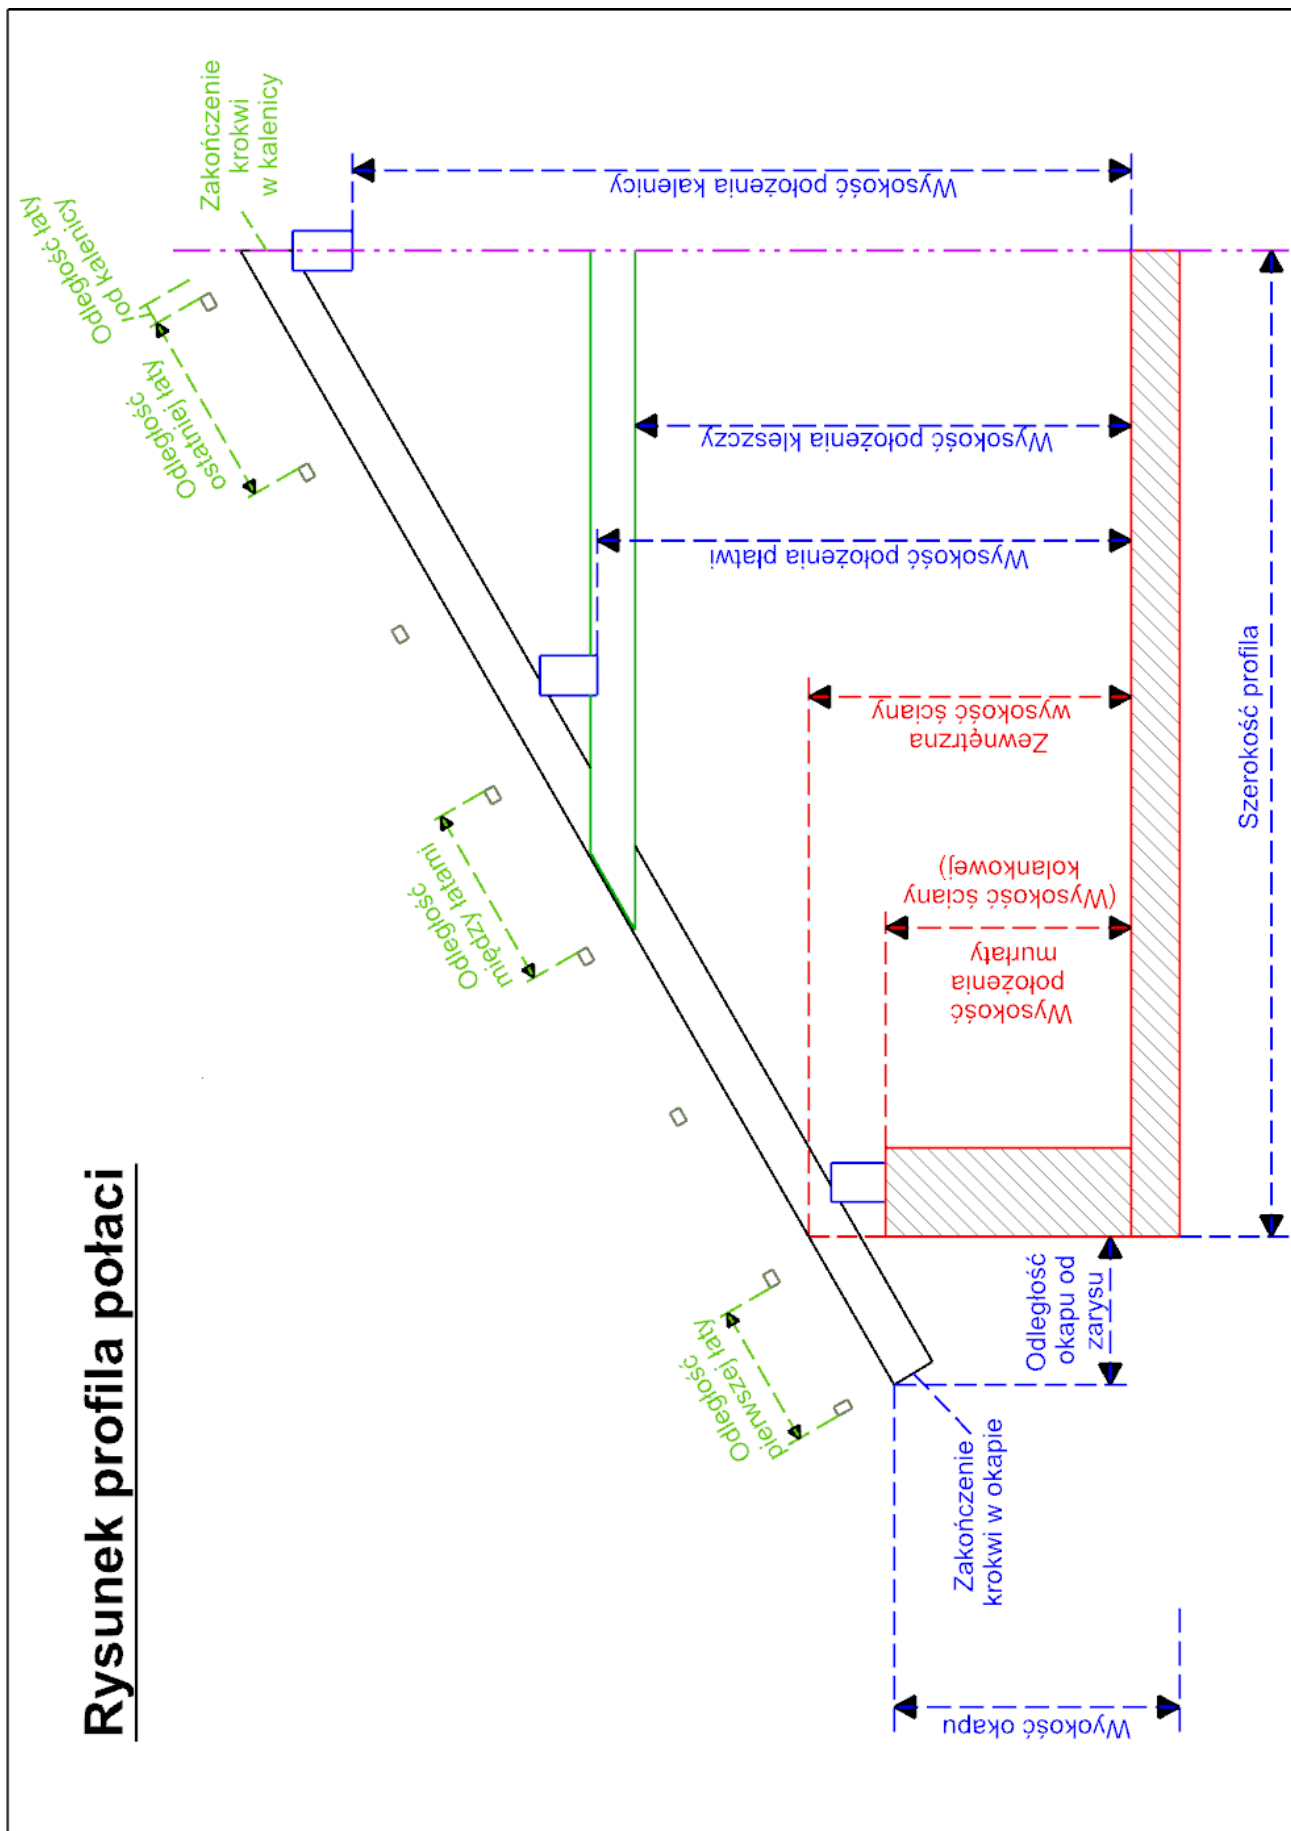 Rysunek profila połaci
Zakończenie
krokwi
w kalenicy
Odległość łaty
od kalenicy
Odległość
ostatniej łaty
Odległość
między łatami
Odległość
pierwszej łaty
Wysokość położenia kalenicy
Wysokość położenia kleszczy
Wysokość położenia płatwi
Zewnętrzna
wysokość ściany
Wysokość
położenia
murłaty
(Wysokość ściany
kolankowej)
Szerokość profila
Odległość
okapu od
zarysu
Zakończenie
krokwi w okapie
Wyokość okapu